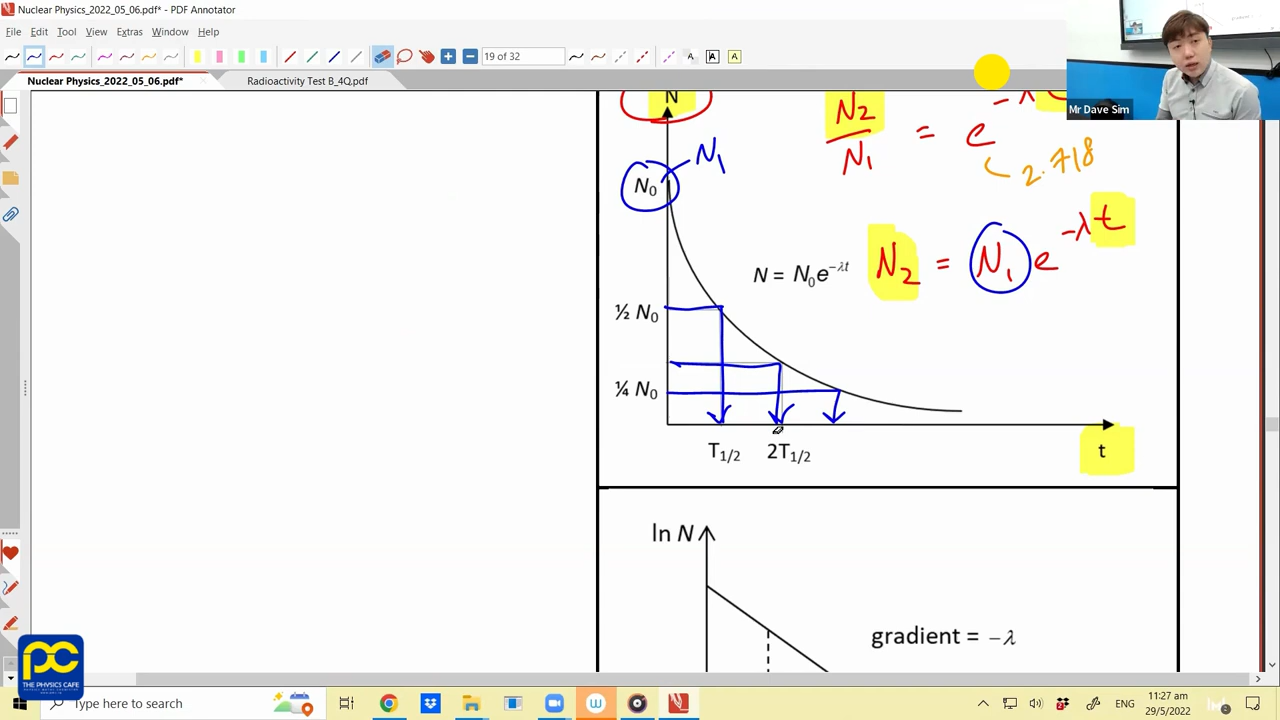 Nuclear Physics_2022_05_06.pdf* - PDF Annotator
File Edit Tool View Extras Window Help
19 of 32
A A
Nuclear Physics_2022_05_06.pdf* Radioactivity Test B_4Q.pdf
Mr Dave Sim
N
N2/N1 = e^-λ
2.718
N1
N₀
N2 = N1 e^-λt
N = N₀e^−λt
½ N₀
¼ N₀
T1/2 2T1/2 t
ln N
gradient = −λ
pc
THE PHYSICS CAFE
Type here to search
ENG
11:27 am
29/5/2022